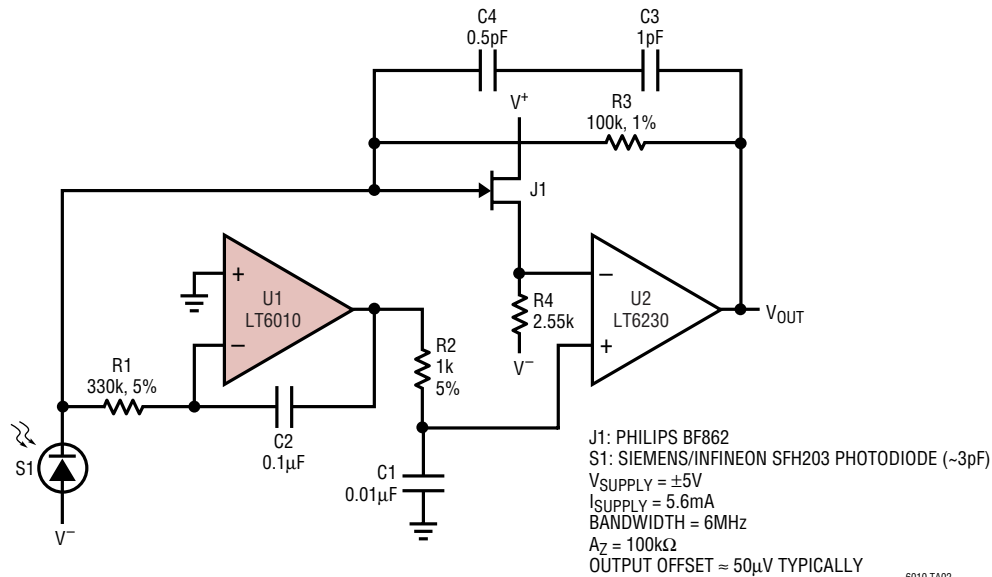 C4
0.5pF
C3
1pF
V+
R3
100k, 1%
J1
+
U1
LT6010
–
–
U2
LT6230
+
VOUT
R4
2.55k
V–
R2
1k
5%
R1
330k, 5%
C2
0.1µF
S1
V–
C1
0.01µF
J1: PHILIPS BF862
S1: SIEMENS/INFINEON SFH203 PHOTODIODE (~3pF)
VSUPPLY = ±5V
ISUPPLY = 5.6mA
BANDWIDTH = 6MHz
AZ = 100kΩ
OUTPUT OFFSET ≈ 50µV TYPICALLY
6010 TA02